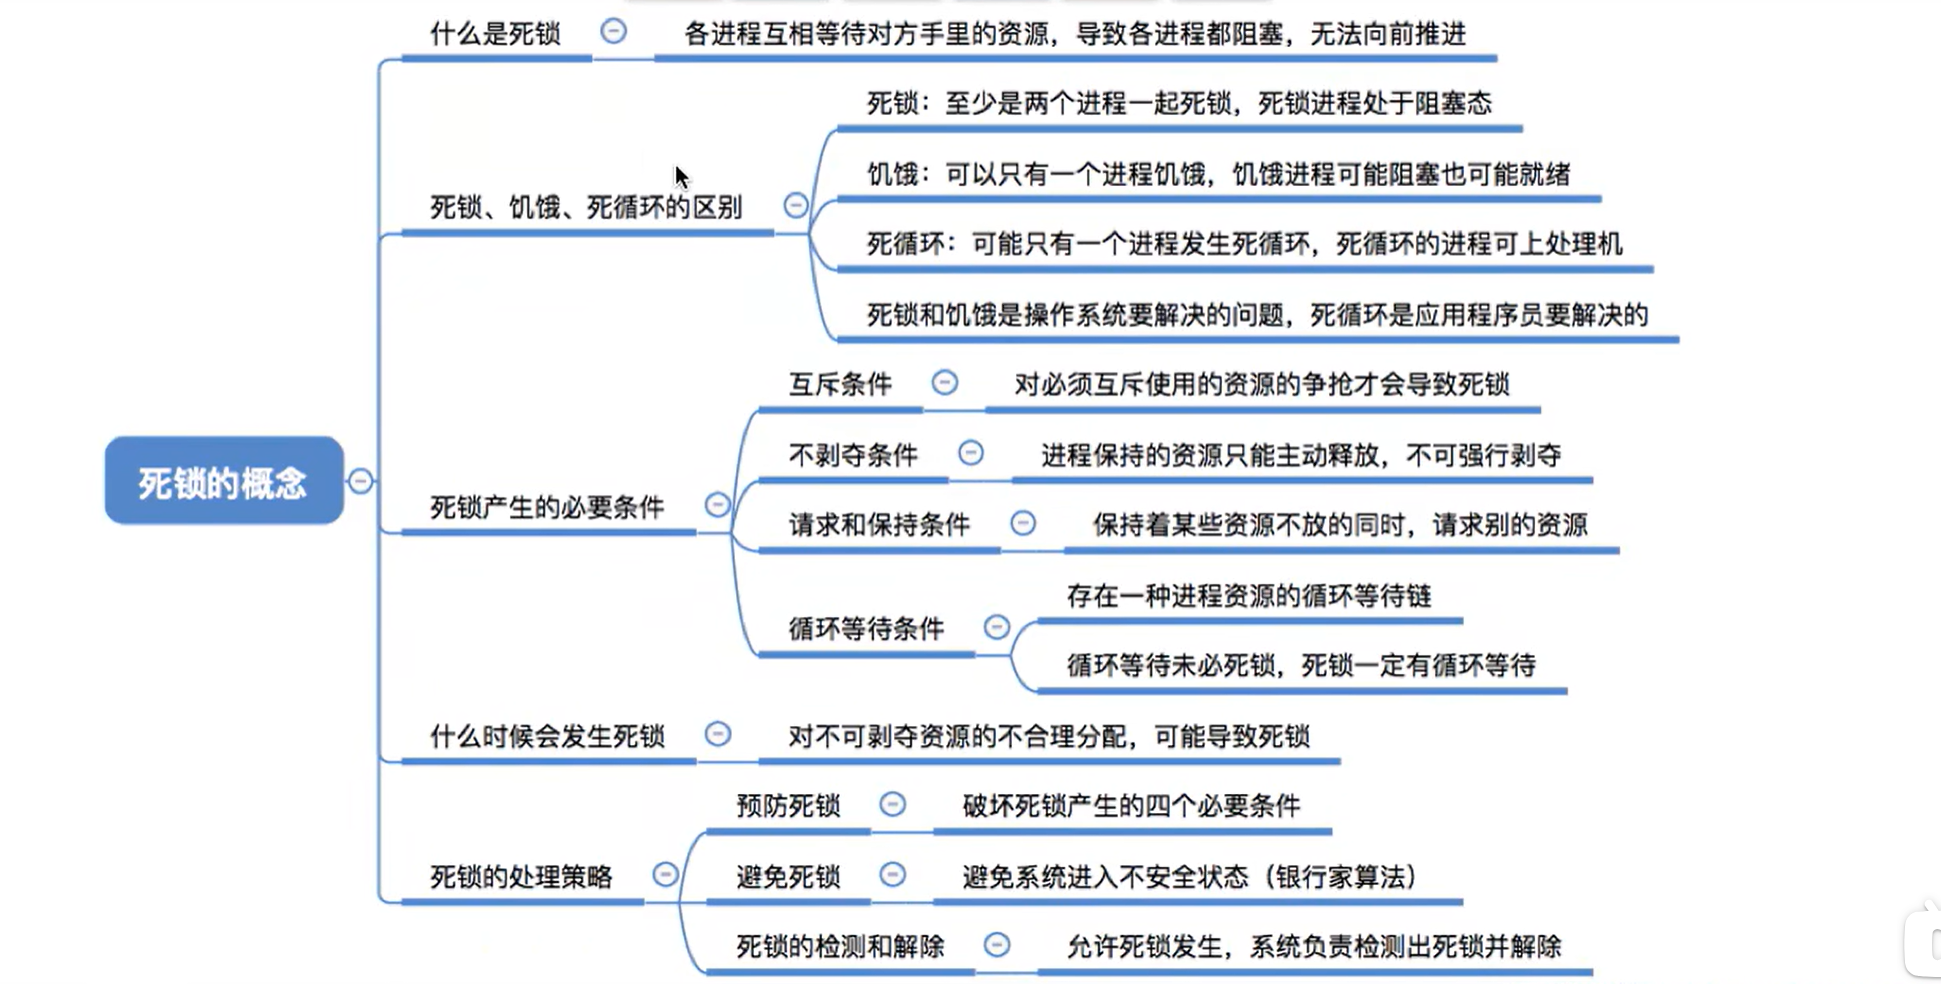 什么是死锁
各进程互相等待对方手里的资源，导致各进程都阻塞，无法向前推进
死锁、饥饿、死循环的区别
死锁：至少是两个进程一起死锁，死锁进程处于阻塞态
饥饿：可以只有一个进程饥饿，饥饿进程可能阻塞也可能就绪
死循环：可能只有一个进程发生死循环，死循环的进程可上处理机
死锁和饥饿是操作系统要解决的问题，死循环是应用程序员要解决的
死锁的概念
死锁产生的必要条件
互斥条件
对必须互斥使用的资源的争抢才会导致死锁
不剥夺条件
进程保持的资源只能主动释放，不可强行剥夺
请求和保持条件
保持着某些资源不放的同时，请求别的资源
循环等待条件
存在一种进程资源的循环等待链
循环等待未必死锁，死锁一定有循环等待
什么时候会发生死锁
对不可剥夺资源的不合理分配，可能导致死锁
死锁的处理策略
预防死锁
破坏死锁产生的四个必要条件
避免死锁
避免系统进入不安全状态（银行家算法）
死锁的检测和解除
允许死锁发生，系统负责检测出死锁并解除